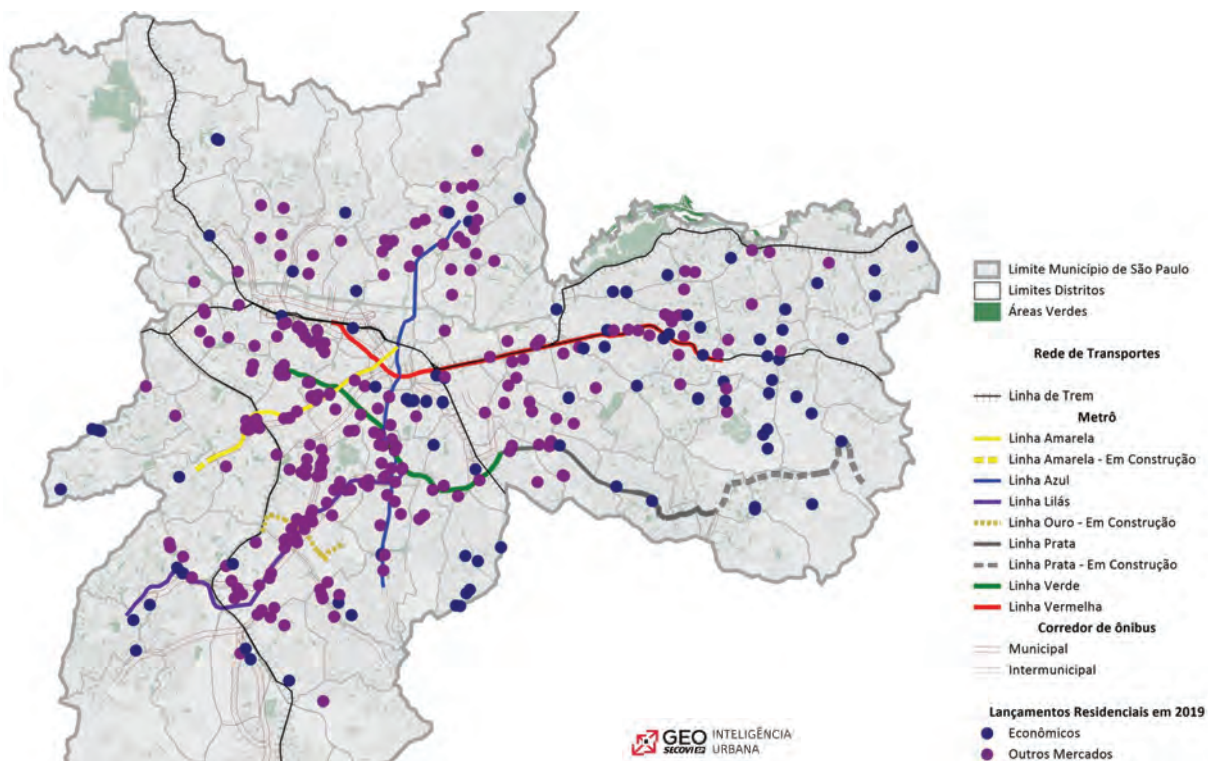 Limite Município de São Paulo
Limites Distritos
Áreas Verdes
Rede de Transportes
Linha de Trem
Metrô
Linha Amarela
Linha Amarela - Em Construção
Linha Azul
Linha Lilás
Linha Ouro - Em Construção
Linha Prata
Linha Prata - Em Construção
Linha Verde
Linha Vermelha
Corredor de ônibus
Municipal
Intermunicipal
Lançamentos Residenciais em 2019
Econômicos
Outros Mercados
GEO INTELIGÊNCIA
SECOVI SP URBANA